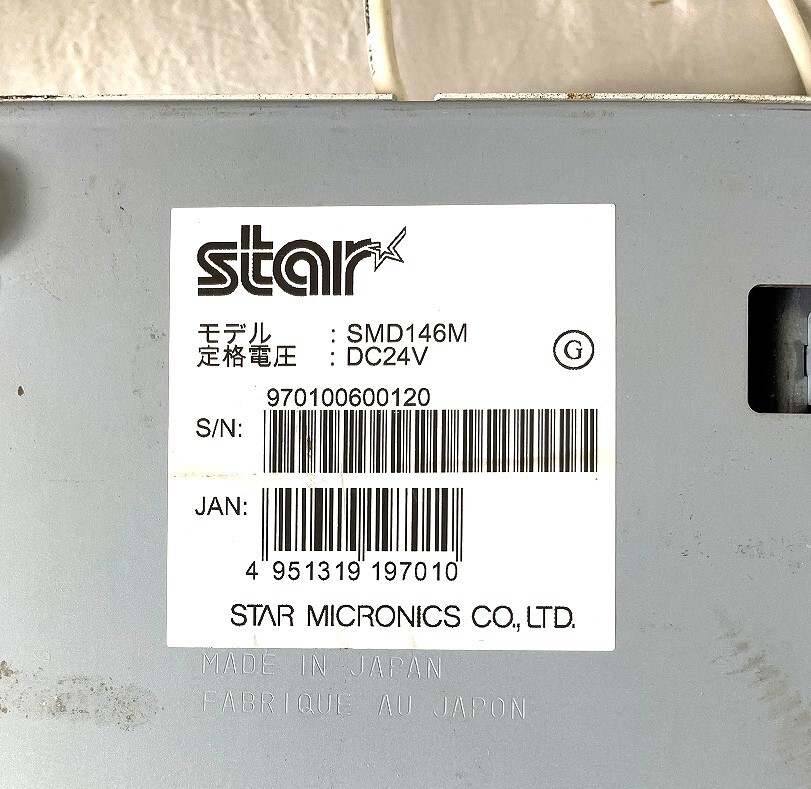 star
モデル : SMD146M
定格電圧 : DC24V
G
970100600120
S/N:
JAN:
4 951319 197010
STAR MICRONICS CO., LTD.
MADE IN JAPAN
FABRIQUE AU JAPON